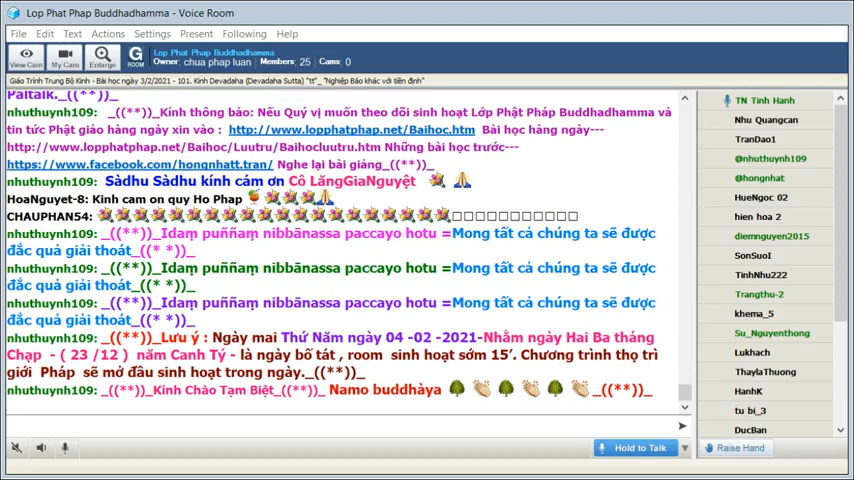 Lop Phat Phap Buddhadhamma - Voice Room
File Edit Text Actions Settings Present Following Help
View Cam My Cam Enlarge G ROOM
Lop Phat Phap Buddhadhamma
Owner: chua phap luan / Members: 25 / Cams: 0
Giáo Trình Trung Bộ Kinh - Bài học ngày 3/2/2021 - 101. Kinh Devadaha (Devadaha Sutta) "tt"_ "Nghiệp Báo khác với tiền định"
Paltalk._((**)_
nhuthuynh109: _((**))_Kính thông báo: Nếu Quý vị muốn theo dõi sinh hoạt Lớp Phật Pháp Buddhadhamma và
tin tức Phật giáo hàng ngày xin vào : http://www.lopphatphap.net/Baihoc.htm Bài học hàng ngày---
http://www.lopphatphap.net/Baihoc/Luutru/Baihocluutru.htm Những bài học trước---
https://www.facebook.com/hongnhatt.tran/ Nghe lại bài giảng_((**)_
nhuthuynh109: Sàdhu Sàdhu kính cám ơn Cô LăngGiaNguyệt
HoaNguyet-8: Kinh cam on quy Ho Phap
CHAUPHAN54:
nhuthuynh109: _((**))_Idaṃ puññaṃ nibbānassa paccayo hotu =Mong tất cả chúng ta sẽ được
đắc quả giải thoát_((* *)_
nhuthuynh109: _((**))_Idaṃ puññaṃ nibbānassa paccayo hotu =Mong tất cả chúng ta sẽ được
đắc quả giải thoát_((* *)_
nhuthuynh109: _((**))_Idaṃ puññaṃ nibbānassa paccayo hotu =Mong tất cả chúng ta sẽ được
đắc quả giải thoát_((* *)_
nhuthuynh109: _((**))_Lưu ý : Ngày mai Thứ Năm ngày 04 -02 -2021-Nhằm ngày Hai Ba tháng
Chạp - ( 23 /12 ) năm Canh Tý - là ngày bố tát , room sinh hoạt sớm 15’. Chương trình thọ trì
giới Pháp sẽ mở đầu sinh hoạt trong ngày._((**))_
nhuthuynh109: _((**))_Kính Chào Tạm Biệt_((**))_ Namo buddhàya _((**))_
TN Tinh Hanh
Nhu Quangcan
TranDao1
@nhuthuynh109
@hongnhat
HueNgoc 02
hien hoa 2
diemnguyen2015
SonSuoI
TinhNhu222
Trangthu-2
khema_5
Su_Nguyenthong
Lukhach
ThaylaThuong
HanhK
tu bi_3
DucBan
Hold to Talk
Raise Hand